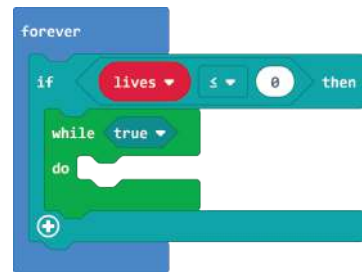 forever
if lives ≤ 0 then
while true
do